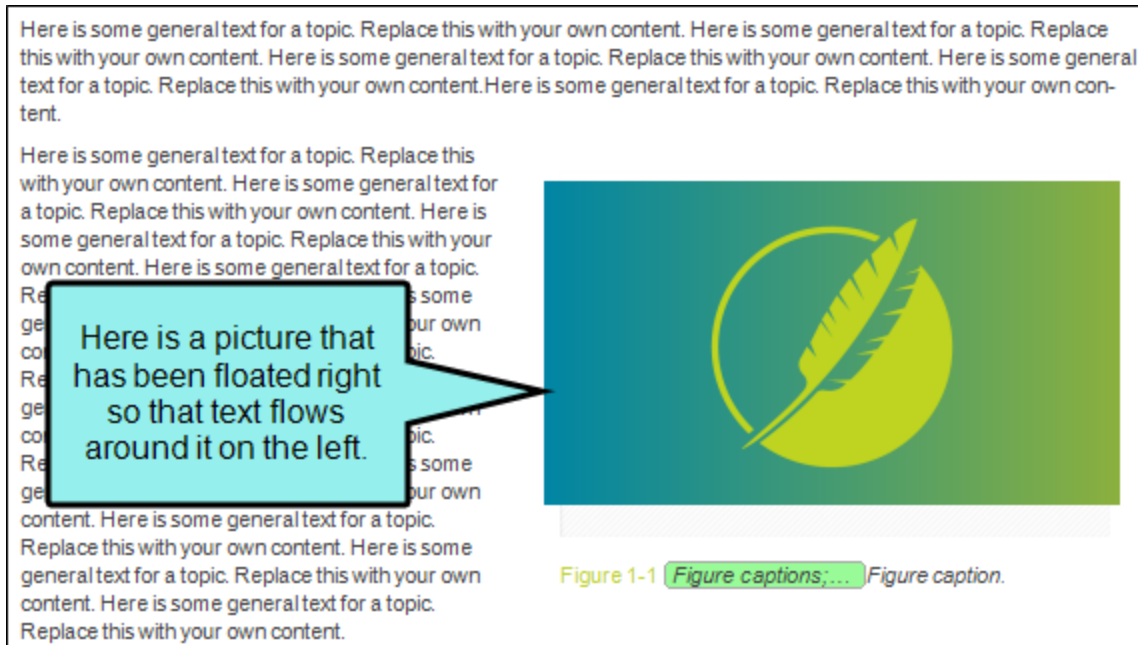 Here is some general text for a topic. Replace this with your own content. Here is some general text for a topic. Replace
this with your own content. Here is some general text for a topic. Replace this with your own content. Here is some general
text for a topic. Replace this with your own content.Here is some general text for a topic. Replace this with your own con-
tent.
Here is some general text for a topic. Replace this
with your own content. Here is some general text for
a topic. Replace this with your own content. Here is
some general text for a topic. Replace this with your
own content. Here is some general text for a topic.
some
own
some
own
content. Here is some general text for a topic.
Replace this with your own content. Here is some
general text for a topic. Replace this with your own
content. Here is some general text for a topic.
Replace this with your own content.
Here is a picture that
has been floated right
so that text flows
around it on the left.
Figure 1-1 Figure captions;... Figure caption.